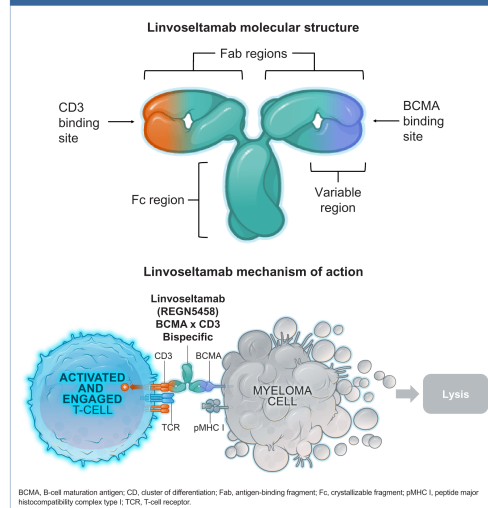 Linvoseltamab molecular structure
Fab regions
CD3
binding
site
BCMA
binding
site
Fc region
Variable
region
Linvoseltamab mechanism of action
Linvoseltamab
(REGN5458)
BCMA x CD3
Bispecific
CD3
BCMA
ACTIVATED
AND
ENGAGED
T-CELL
MYELOMA
CELL
Lysis
TCR
pMHC I
BCMA, B-cell maturation antigen; CD, cluster of differentiation; Fab, antigen-binding fragment; Fc, crystallizable fragment; pMHC I, peptide major
histocompatibility complex type I; TCR, T-cell receptor.